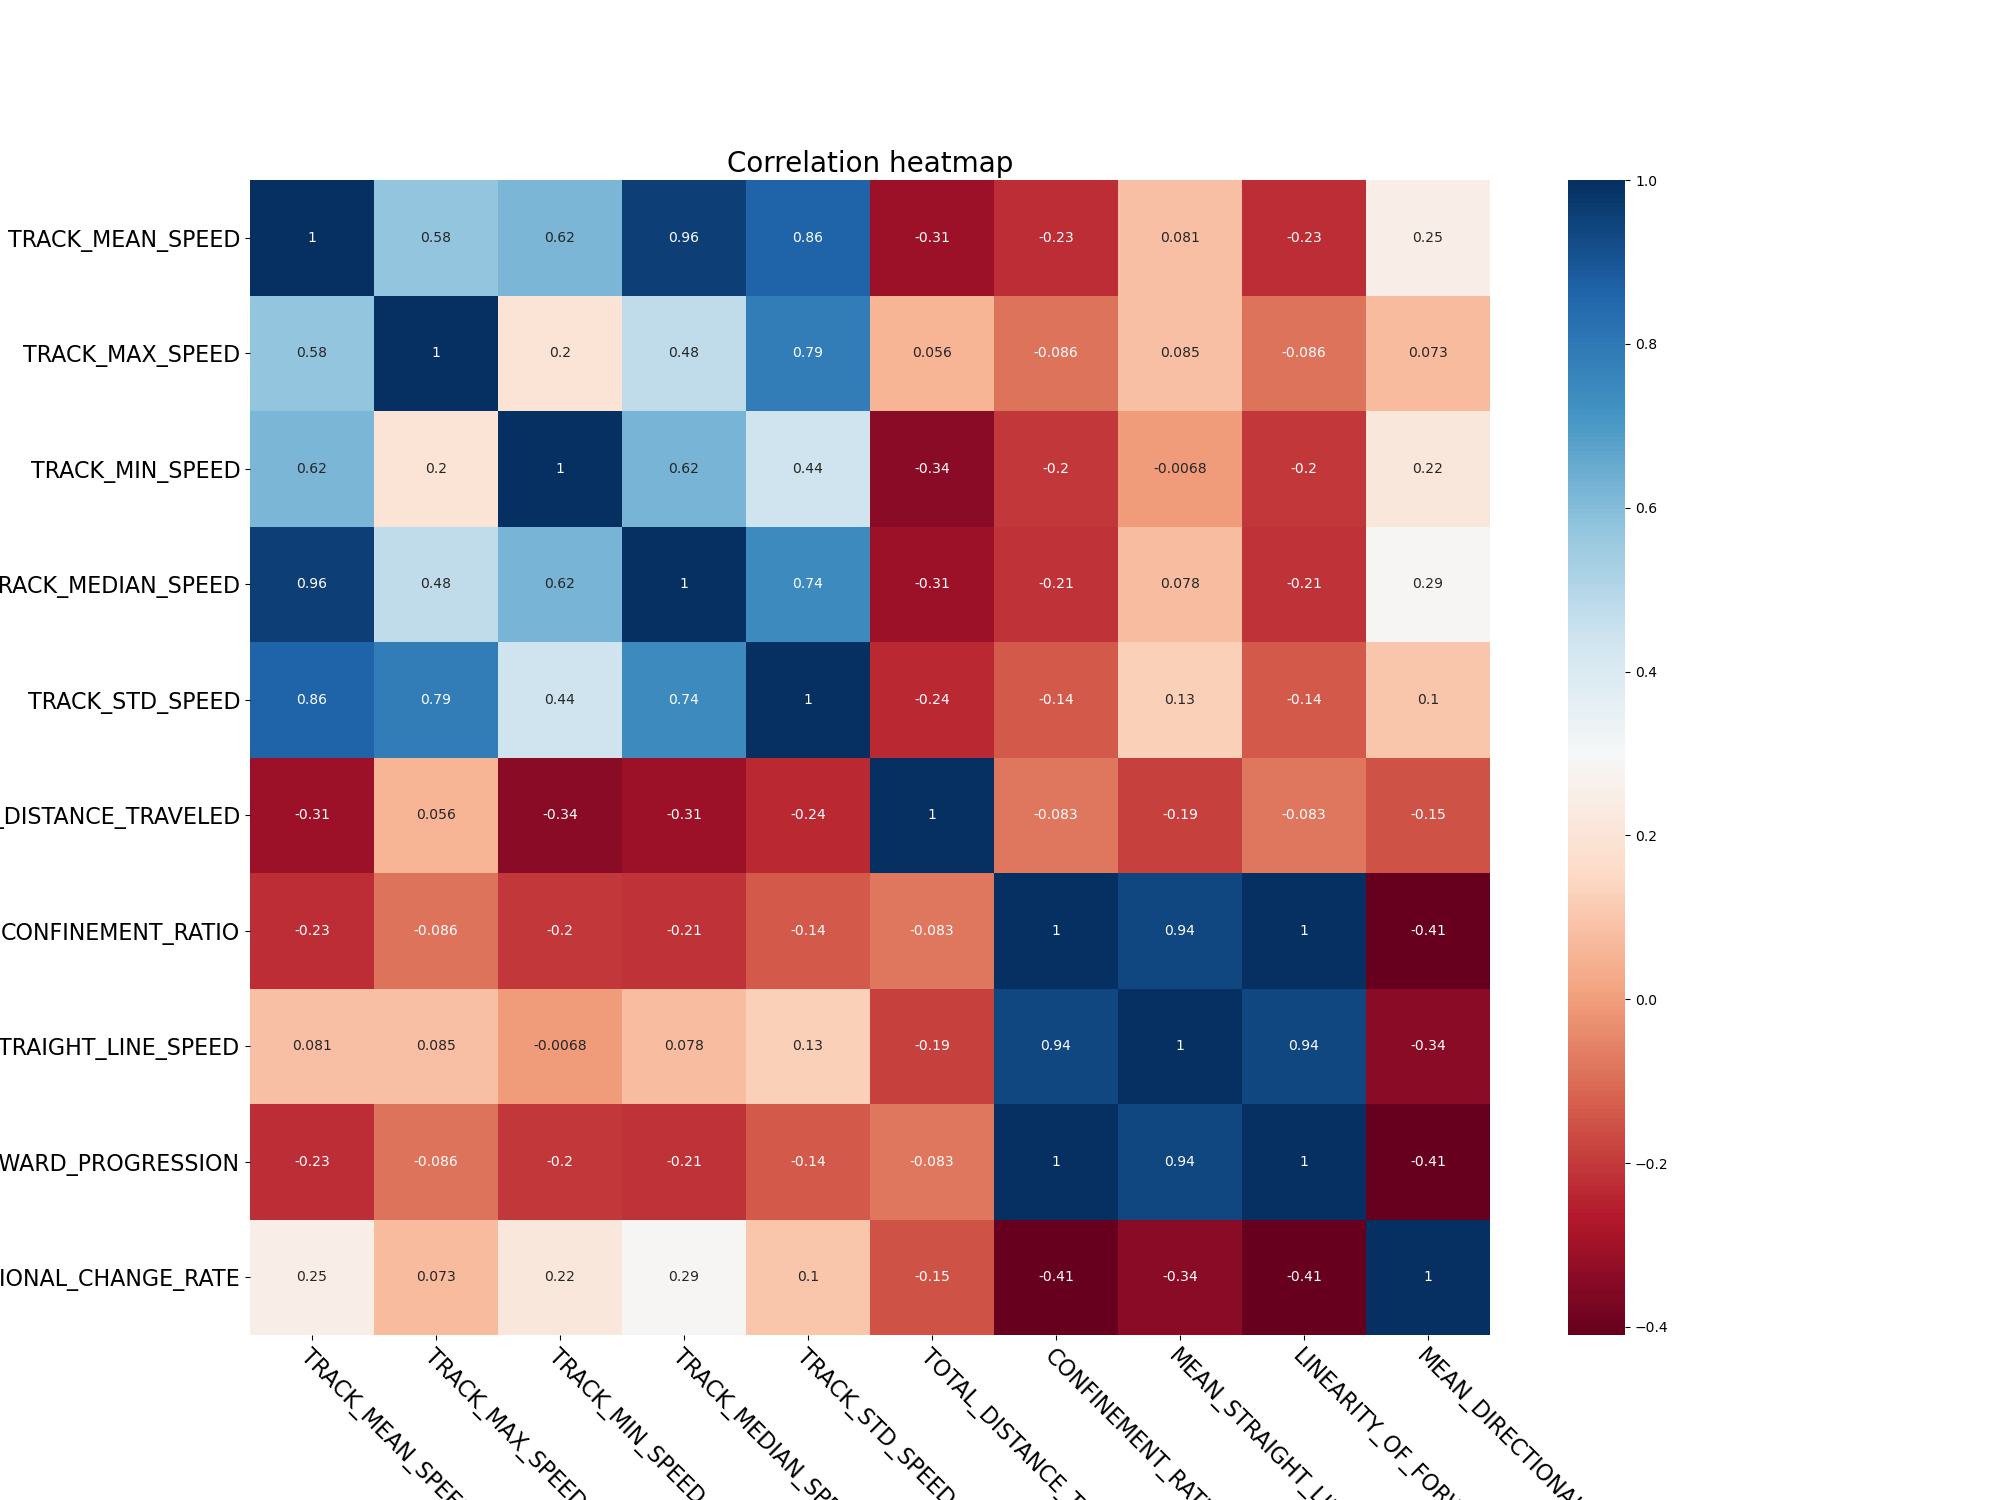 Correlation heatmap
TRACK_MEAN_SPEED 1 0.58 0.62 0.96 0.86 -0.31 -0.23 0.081 -0.23 0.25
TRACK_MAX_SPEED 0.58 1 0.2 0.48 0.79 0.056 -0.086 0.085 -0.086 0.073
TRACK_MIN_SPEED 0.62 0.2 1 0.62 0.44 -0.34 -0.2 -0.0068 -0.2 0.22
RACK_MEDIAN_SPEED 0.96 0.48 0.62 1 0.74 -0.31 -0.21 0.078 -0.21 0.29
TRACK_STD_SPEED 0.86 0.79 0.44 0.74 1 -0.24 -0.14 0.13 -0.14 0.1
_DISTANCE_TRAVELED -0.31 0.056 -0.34 -0.31 -0.24 1 -0.083 -0.19 -0.083 -0.15
CONFINEMENT_RATIO -0.23 -0.086 -0.2 -0.21 -0.14 -0.083 1 0.94 1 -0.41
TRAIGHT_LINE_SPEED 0.081 0.085 -0.0068 0.078 0.13 -0.19 0.94 1 0.94 -0.34
WARD_PROGRESSION -0.23 -0.086 -0.2 -0.21 -0.14 -0.083 1 0.94 1 -0.41
IONAL_CHANGE_RATE 0.25 0.073 0.22 0.29 0.1 -0.15 -0.41 -0.34 -0.41 1
TRACK_MEAN_SPEE
TRACK_MAX_SPEED
TRACK_MIN_SPEED
TRACK_MEDIAN_SPE
TRACK_STD_SPEED
TOTAL_DISTANCE_T
CONFINEMENT_RATI
MEAN_STRAIGHT_LI
LINEARITY_OF_FORW
MEAN_DIRECTIONAL
1.0
0.8
0.6
0.4
0.2
0.0
−0.2
−0.4